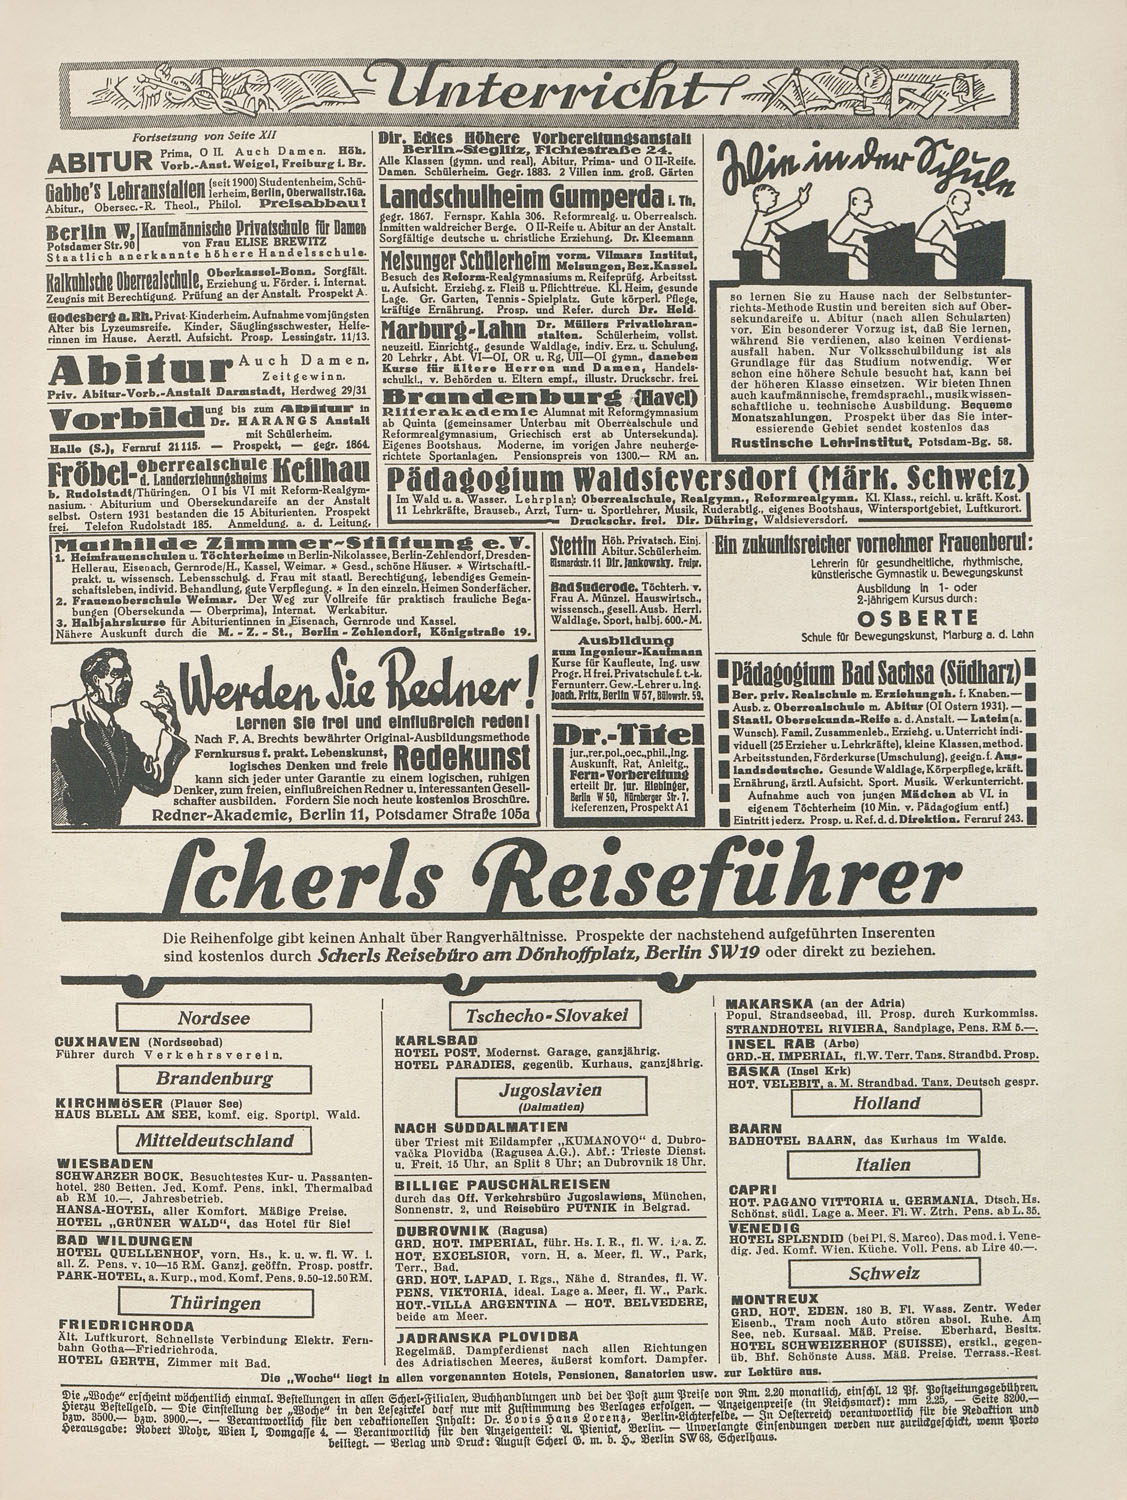 Unterricht
Fortsetzung von Seite XII
ABITUR Prima, O II. Auch Damen. Höh.
Vorb.-Anst. Weigel, Freiburg i. Br.
Gabbe's Lehranstalten (seit 1900) Studentenheim, Schü-
lerheim, Berlin, Oberwallstr. 16a.
Abitur., Obersec.-R. Theol., Philol. Preisabbau!
Berlin W, Kaufmännische Privatschule für Damen
Potsdamer Str. 90 von Frau ELISE BREWITZ
Staatlich anerkannte höhere Handelsschule.
Kalkuhlsche Oberrealschule, Oberkassel-Bonn. Sorgfält.
Erziehung u. Förder. i. Internat.
Zeugnis mit Berechtigung. Prüfung an der Anstalt. Prospekt A.
Godesberg a. Rh. Privat-Kinderheim. Aufnahme vom jüngsten
Alter bis Lyzeumsreife. Kinder, Säuglingsschwester, Helfe-
rinnen im Hause. Aerztl. Aufsicht. Prosp. Lessingstr. 11/13.
Abitur Auch Damen.
Zeitgewinn.
Priv. Abitur-Vorb.-Anstalt Darmstadt, Herdweg 29/31
Vorbildung bis zum Abitur in
Dr. HARANGS Anstalt
mit Schülerheim.
Halle (S.), Fernruf 21115. — Prospekt, — gegr. 1864.
Fröbel-Oberrealschule Keilhau
d. Landerziehungsheims
b. Rudolstadt/Thüringen. O I bis VI mit Reform-Realgym-
nasium. Abiturium und Obersekundareife an der Anstalt
selbst. Ostern 1931 bestanden die 15 Abiturienten. Prospekt
frei. Telefon Rudolstadt 185. Anmeldung. a. d. Leitung.
Dir. Eckes Höhere Vorbereitungsanstalt
Berlin-Steglitz, Fichtestraße 24.
Alle Klassen (gymn. und real), Abitur, Prima- und O II-Reife.
Damen. Schülerheim. Gegr. 1883. 2 Villen inm. groß. Gärten
Landschulheim Gumperda i. Th,
gegr. 1867. Fernspr. Kahla 306. Reformrealg. u. Oberrealsch.
Inmitten waldreicher Berge. O II-Reife u. Abitur an der Anstalt.
Sorgfältige deutsche u. christliche Erziehung. Dr. Kleemann
Melsunger Schülerheim vorm. Vilmars Institut,
Melsungen, Bez. Kassel.
Besuch des Reform-Realgymnasiums m. Reifeprüfg. Arbeitsst.
u. Aufsicht. Erziehg. z. Fleiß u. Pflichttreue. Kl. Heim, gesunde
Lage. Gr. Garten, Tennis-Spielplatz. Gute körperl. Pflege,
kräftige Ernährung. Prosp. und Refer. durch Dr. Held.
Marburg-Lahn Dr. Müllers Privatlehran-
stalten. Schülerheim, vollst.
neuzeitl. Einrichtg., gesunde Waldlage, indiv. Erz. u. Schulung.
20 Lehrkr., Abt. VI—OI, OR u. Rg, UII—OI gymn., daneben
Kurse für ältere Herren und Damen, Handels-
schulkl., v. Behörden u. Eltern empf., illustr. Druckschr. frei.
Brandenburg (Havel)
Ritterakademie Alumnat mit Reformgymnasium
ab Quinta (gemeinsamer Unterbau mit Oberrealschule und
Reformrealgymnasium, Griechisch erst ab Untersekunda).
Eigenes Bootshaus. Moderne, im vorigen Jahre neuherge-
richtete Sportanlagen. Pensionspreis von 1300.— RM an.
Wie in der Schule
so lernen Sie zu Hause nach der Selbstunter-
richts-Methode Rustin und bereiten sich auf Ober-
sekundareife u. Abitur (nach allen Schularten)
vor. Ein besonderer Vorzug ist, daß Sie lernen,
während Sie verdienen, also keinen Verdienst-
ausfall haben. Nur Volksschulbildung ist als
Grundlage für das Studium notwendig. Wer
schon eine höhere Schule besucht hat, kann bei
der höheren Klasse einsetzen. Wir bieten Ihnen
auch kaufmännische, fremdsprachl., musikwissen-
schaftliche u. technische Ausbildung. Bequeme
Monatszahlungen. Prospekt über das Sie inter-
essierende Gebiet sendet kostenlos das
Rustinsche Lehrinstitut, Potsdam-Bg. 58.
Pädagogium Waldsieversdorf (Märk. Schweiz)
Im Wald u. a. Wasser. Lehrplan: Oberrealschule, Realgymn., Reformrealgymn. Kl. Klass., reichl. u. kräft. Kost.
11 Lehrkräfte, Brauseb., Arzt, Turn- u. Sportlehrer, Musik, Ruderabtlg., eigenes Bootshaus, Wintersportgebiet, Luftkurort.
Druckschr. frei. Dir. Dühring, Waldsieversdorf.
Mathilde Zimmer-Stiftung e.V.
1. Heimfrauenschulen u. Töchterheime in Berlin-Nikolassee, Berlin-Zehlendorf, Dresden-
Hellerau, Eisenach, Gernrode/H., Kassel, Weimar. * Gesd., schöne Häuser. * Wirtschaftl.-
prakt. u. wissensch. Lebensschulg. d. Frau mit staatl. Berechtigung, lebendiges Gemein-
schaftsleben, individ. Behandlung, gute Verpflegung. * In den einzeln. Heimen Sonderfächer.
2. Frauenoberschule Weimar. Der Weg zur Vollreife für praktisch frauliche Bega-
bungen (Obersekunda — Oberprima), Internat. Werkabitur.
3. Halbjahrskurse für Abiturientinnen in Eisenach, Gernrode und Kassel.
Nähere Auskunft durch die M.-Z.-St., Berlin-Zehlendorf, Königstraße 19.
Werden Sie Redner!
Lernen Sie frei und einflußreich reden!
Nach F. A. Brechts bewährter Original-Ausbildungsmethode
Fernkursus f. prakt. Lebenskunst,
logisches Denken und freie Redekunst
kann sich jeder unter Garantie zu einem logischen, ruhigen
Denker, zum freien, einflußreichen Redner u. interessanten Gesell-
schafter ausbilden. Fordern Sie noch heute kostenlos Broschüre.
Redner-Akademie, Berlin 11, Potsdamer Straße 105a
Stettin Höh. Privatsch. Einj.
Abitur. Schülerheim.
Bismarckstr. 11 Dir. Jankowsky. Freipr.
Bad Suderode. Töchterh. v.
Frau A. Münzel. Hauswirtsch.,
wissensch., gesell. Ausb. Herrl.
Waldlage, Sport, halbj. 600.-M.
Ausbildung
zum Ingenieur-Kaufmann
Kurse für Kaufleute, Ing. usw
Progr. H frei. Privatschule f. t.-k.
Fernunterr. Gew.-Lehrer u. Ing.
Joach. Fritz, Berlin W 57, Bülowstr. 59.
Dr.-Titel
jur., rer. pol., oec., phil., Ing.
Auskunft, Rat, Anleitg.,
Fern-Vorbereitung
erteilt Dr. jur. Hiebinger,
Berlin W 50, Nürnberger Str. 7.
Referenzen, Prospekt A1
Ein zukunftsreicher vornehmer Frauenberuf:
Lehrerin für gesundheitliche, rhythmische,
künstlerische Gymnastik u. Bewegungskunst
Ausbildung in 1- oder
2-jährigem Kursus durch:
OSBERTE
Schule für Bewegungskunst, Marburg a. d. Lahn
Pädagogium Bad Sachsa (Südharz)
Ber. priv. Realschule m. Erziehungsh. f. Knaben.—
Ausb. z. Oberrealschule m. Abitur (OI Ostern 1931).—
Staatl. Obersekunda-Reife a. d. Anstalt. — Latein (a.
Wunsch). Famil. Zusammenleb., Erziehg. u. Unterricht indi-
viduell (25 Erzieher u. Lehrkräfte), kleine Klassen, method.
Arbeitsstunden, Förderkurse (Umschulung), geeign. f. Aus-
landsdeutsche. Gesunde Waldlage, Körperpflege, kräft.
Ernährung, ärztl. Aufsicht. Sport. Musik. Werkunterricht.
Aufnahme auch von jungen Mädchen ab VI. in
eigenem Töchterheim (10 Min. v. Pädagogium entf.)
Eintritt jederz. Prosp. u. Ref. d. d. Direktion. Fernruf 243.
Scherls Reiseführer
Die Reihenfolge gibt keinen Anhalt über Rangverhältnisse. Prospekte der nachstehend aufgeführten Inserenten
sind kostenlos durch Scherls Reisebüro am Dönhoffplatz, Berlin SW19 oder direkt zu beziehen.
Nordsee
CUXHAVEN (Nordseebad)
Führer durch Verkehrsverein.
Brandenburg
KIRCHMÖSER (Plauer See)
HAUS BLELL AM SEE, komf. eig. Sportpl. Wald.
Mitteldeutschland
WIESBADEN
SCHWARZER BOCK. Besuchtestes Kur- u. Passanten-
hotel. 280 Betten. Jed. Komf. Pens. inkl. Thermalbad
ab RM 10.—. Jahresbetrieb.
HANSA-HOTEL, aller Komfort. Mäßige Preise.
HOTEL „GRÜNER WALD“, das Hotel für Sie!
BAD WILDUNGEN
HOTEL QUELLENHOF, vorn. Hs., k. u. w. fl. W. i.
all. Z. Pens. v. 10—15 RM. Ganzj. geöffn. Prosp. postfr.
PARK-HOTEL, a. Kurp., mod. Komf. Pens. 9.50-12.50 RM.
Thüringen
FRIEDRICHRODA
Ält. Luftkurort. Schnellste Verbindung Elektr. Fern-
bahn Gotha—Friedrichroda.
HOTEL GERTH, Zimmer mit Bad.
Tschecho-Slovakei
KARLSBAD
HOTEL POST. Modernst. Garage, ganzjährig.
HOTEL PARADIES, gegenüb. Kurhaus, ganzjährg.
Jugoslavien
(Dalmatien)
NACH SÜDDALMATIEN
über Triest mit Eildampfer „KUMANOVO“ d. Dubro-
vačka Plovidba (Ragusea A.G.). Abf.: Trieste Dienst.
u. Freit. 15 Uhr, an Split 8 Uhr; an Dubrovnik 18 Uhr.
BILLIGE PAUSCHALREISEN
durch das Off. Verkehrsbüro Jugoslawiens, München,
Sonnenstr. 2, und Reisebüro PUTNIK in Belgrad.
DUBROVNIK (Ragusa)
GRD. HOT. IMPERIAL, führ. Hs. I. R., fl. W. i. a. Z.
HOT. EXCELSIOR, vorn. H. a. Meer, fl. W., Park,
Terr., Bad.
GRD. HOT. LAPAD, I. Rgs., Nähe d. Strandes, fl. W.
PENS. VIKTORIA, ideal. Lage a. Meer, fl. W., Park.
HOT.-VILLA ARGENTINA — HOT. BELVEDERE,
beide am Meer.
JADRANSKA PLOVIDBA
Regelmäß. Dampferdienst nach allen Richtungen
des Adriatischen Meeres, äußerst komfort. Dampfer.
MAKARSKA (an der Adria)
Popul. Strandseebad, ill. Prosp. durch Kurkommiss.
STRANDHOTEL RIVIERA, Sandplage, Pens. RM 5.—.
INSEL RAB (Arbe)
GRD.-H. IMPERIAL, fl. W. Terr. Tanz. Strandbd. Prosp.
BASKA (Insel Krk)
HOT. VELEBIT, a. M. Strandbad. Tanz. Deutsch gespr.
Holland
BAARN
BADHOTEL BAARN, das Kurhaus im Walde.
Italien
CAPRI
HOT. PAGANO VITTORIA u. GERMANIA. Dtsch. Hs.
Schönst. südl. Lage a. Meer. Fl. W. Ztrh. Pens. ab L. 35.
VENEDIG
HOTEL SPLENDID (bei Pl. S. Marco). Das mod. i. Vene-
dig. Jed. Komf. Wien. Küche. Voll. Pens. ab Lire 40.—.
Schweiz
MONTREUX
GRD. HOT. EDEN. 180 B. Fl. Wass. Zentr. Weder
Eisenb., Tram noch Auto stören absol. Ruhe. Am
See, neb. Kursaal. Mäß. Preise. Eberhard, Besitz.
HOTEL SCHWEIZERHOF (SUISSE), erstkl., gegen-
üb. Bhf. Schönste Auss. Mäß. Preise. Terrass.-Rest.
Die „Woche“ liegt in allen vorgenannten Hotels, Pensionen, Sanatorien usw. zur Lektüre aus.
Die „Woche“ erscheint wöchentlich einmal. Bestellungen in allen Scherl-Filialen, Buchhandlungen und bei der Post zum Preise von Rm. 2.20 monatlich, einschl. 12 Pf. Postzeitungsgebühren.
Hierzu Bestellgeld. — Die Einstellung der „Woche“ in den Lesezirkel darf nur mit Zustimmung des Verlages erfolgen. — Anzeigenpreise (in Reichsmark): mm 2.25, — Seite 3200.—
bzw. 3500.— bzw. 3900.—. — Verantwortlich für den redaktionellen Inhalt: Dr. Lovis Hans Lorenz, Berlin-Lichterfelde. — In Oesterreich verantwortlich für die Redaktion und
Herausgabe: Robert Mohr, Wien I, Domgasse 4. — Verantwortlich für den Anzeigenteil: A. Pieniak, Berlin. — Unverlangte Einsendungen werden nur zurückgeschickt, wenn Porto
beiliegt. — Verlag und Druck: August Scherl G. m. b. H., Berlin SW 68, Scherlhaus.